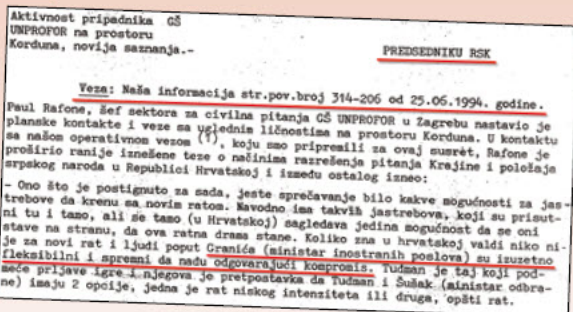 Aktivnost pripadnika GŠ
UNPROFOR na prostoru
Korduna, novija saznanja.-
PREDSEDNIKU RSK
Veza: Naša informacija str.pov.broj 314-206 od 25.06.1994. godine.
Paul Rafone, šef sektora za civilna pitanja GŠ UNPROFOR u Zagrebu nastavio je
planske kontakte i veze sa uglednim ličnostima na prostoru Korduna. U kontaktu
sa našom operativnom vezom (1), koju smo pripremili za ovaj susrét, Rafone je
proširio ranije iznešene teze o načinima razrešenja pitanja Krajine i položaja
srpskog naroda u Republici Hrvatskoj i između ostalog izneo:
- Ono što je postignuto za sada, jeste sprečavanje bilo kakve mogućnosti za jas-
trebove da krenu sa novim ratom. Navodno ima takvih jastrebova, koji su prisut-
ni tu i tamo, ali se tamo (u Hrvatskoj) sagledava jedina mogućnost da se oni
stave na stranu, da ova ratna drama stane. Koliko zna u hrvatskoj valdi niko ni-
je za novi rat i ljudi poput Granića (ministar inostranih poslova) su izuzetno
fleksibilni i spremni da nađu odgovarajući kompromis. Tuđman je taj koji pod-
meće prljave igre i njegova je pretpostavka da Tuđman i Šušak (ministar odbra-
ne) imaju 2 opcije, jedna je rat niskog intenziteta ili druga, opšti rat.